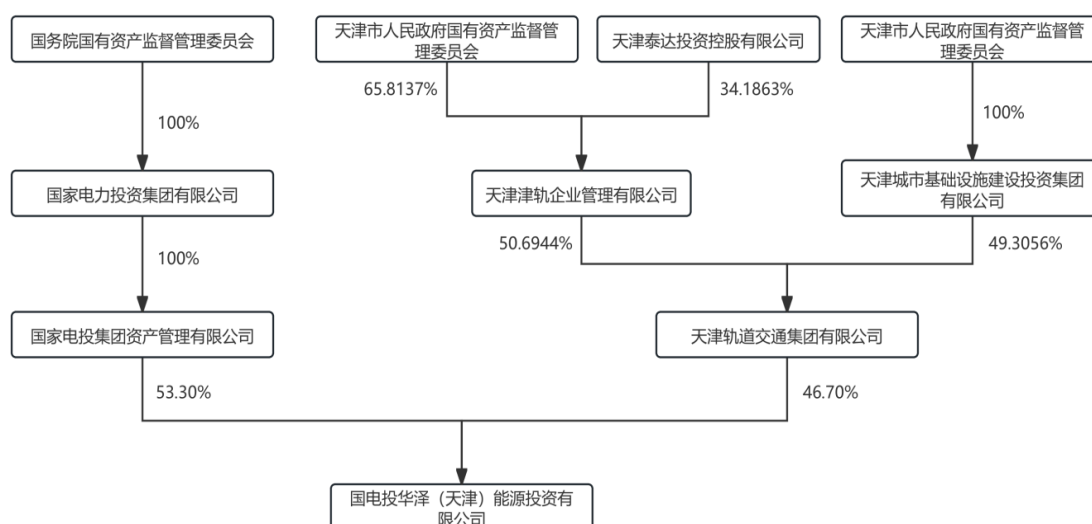 国务院国有资产监督管理委员会
天津市人民政府国有资产监督管
理委员会
天津泰达投资控股有限公司
天津市人民政府国有资产监督管
理委员会
65.8137%
34.1863%
100%
100%
国家电力投资集团有限公司
天津津轨企业管理有限公司
天津城市基础设施建设投资集团
有限公司
50.6944%
49.3056%
100%
国家电投集团资产管理有限公司
天津轨道交通集团有限公司
53.30%
46.70%
国电投华泽（天津）能源投资有
限公司